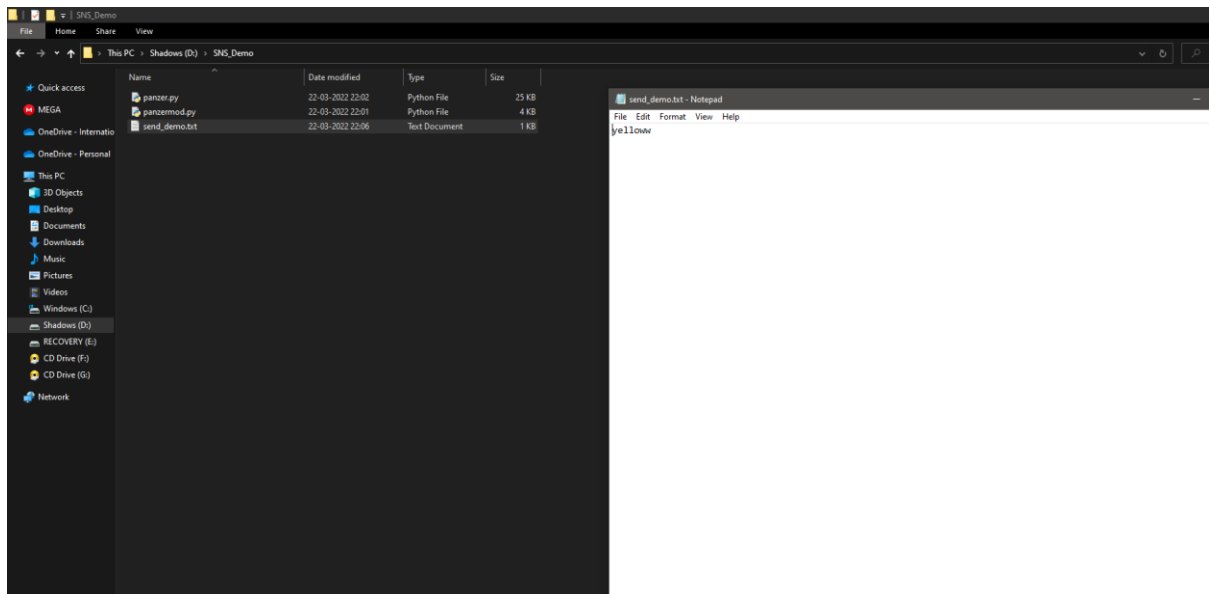 SNS_Demo
File Home Share View
This PC › Shadows (D:) › SNS_Demo
Name Date modified Type Size
panzer.py 22-03-2022 22:02 Python File 25 KB
panzermod.py 22-03-2022 22:01 Python File 4 KB
send_demo.txt 22-03-2022 22:06 Text Document 1 KB
Quick access
MEGA
OneDrive - Internatio
OneDrive - Personal
This PC
3D Objects
Desktop
Documents
Downloads
Music
Pictures
Videos
Windows (C:)
Shadows (D:)
RECOVERY (E:)
CD Drive (F:)
CD Drive (G:)
Network
send_demo.txt - Notepad
File Edit Format View Help
yelloww